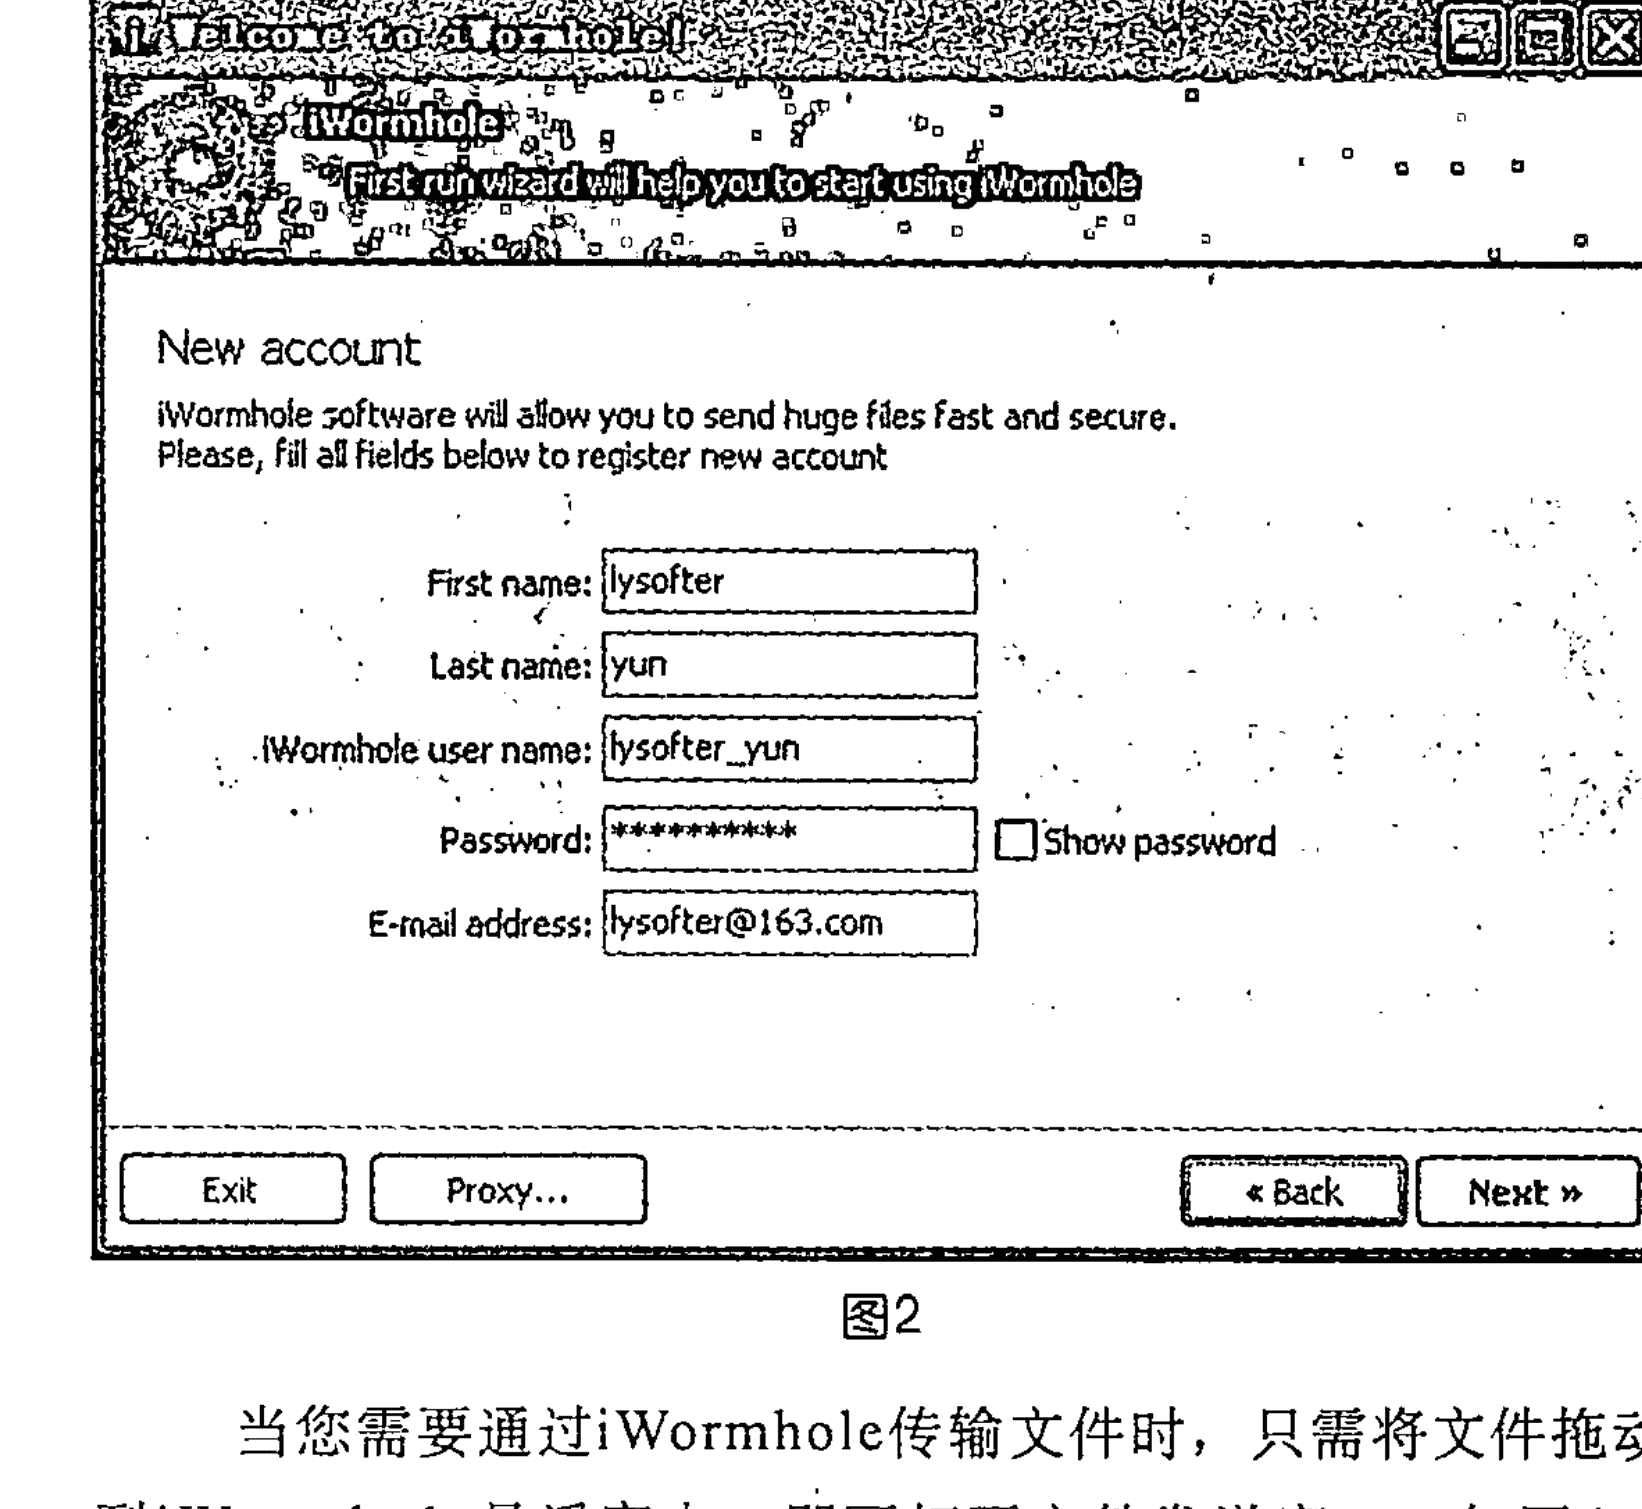 Welcome to iWormhole!
iWormhole
First run wizard will help you to start using iWormhole
New account
iWormhole software will allow you to send huge files fast and secure.
Please, fill all fields below to register new account
First name: lysofter
Last name: yun
iWormhole user name: lysofter_yun
Password: ********** Show password
E-mail address: lysofter@163.com
Exit Proxy... « Back Next »
图2
当您需要通过iWormhole传输文件时，只需将文件拖动